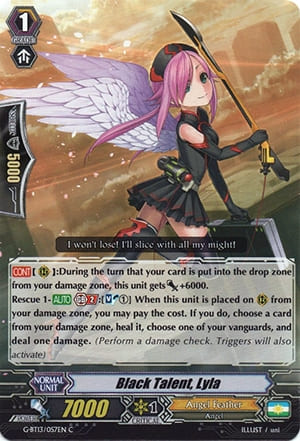 1
GRADE
SHIELD
5000
I won't lose! I'll slice with all my might!
CONT )]:During the turn that your card is put into the drop zone
from your damage zone, this unit gets +6000.
Rescue 1-AUTO GB 2:[V ①] When this unit is placed on
from your damage zone, you may pay the cost. If you do, choose a card
from your damage zone, heal it, choose one of your vanguards, and
deal one damage. (Perform a damage check. Triggers will also
activate)
NORMAL
UNIT
Black Talent, Lyla
POWER
7000
1
CRITICAL
Angel Feather
Angel
G-BT13/057EN C
ILLUST / uni